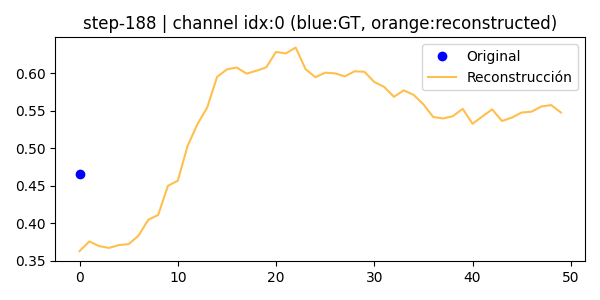 step-188 | channel idx:0 (blue:GT, orange:reconstructed)
Original
Reconstrucción
0.60
0.55
0.50
0.45
0.40
0.35
0 10 20 30 40 50